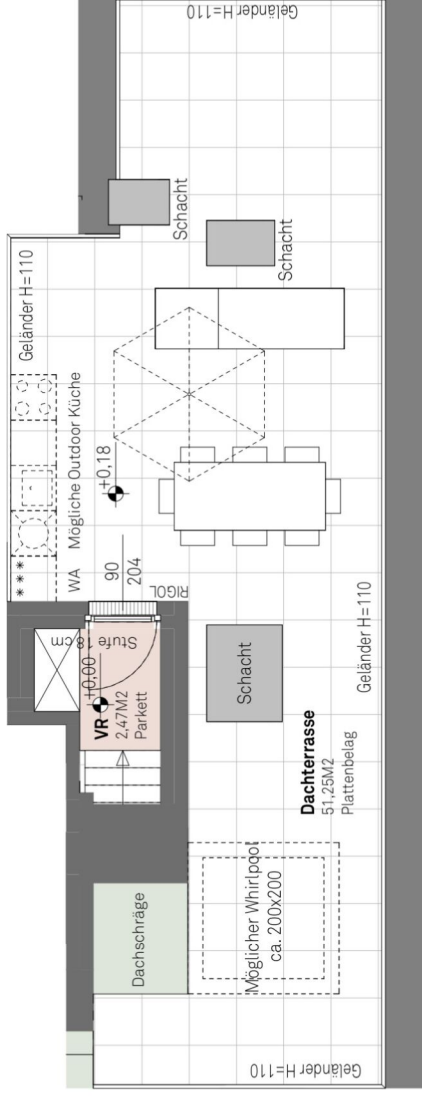 Geländer H=110
Schacht
Schacht
Geländer H=110
Mögliche Outdoor Küche
WA
***
+0,18
90
204
RIGOL
Stufe 18 cm
+0,00
VR
2,47M2
Parkett
Schacht
Geländer H=110
Dachterrasse
51,25M2
Plattenbelag
Dachschräge
Möglicher Whirlpool
ca. 200x200
Geländer H=110